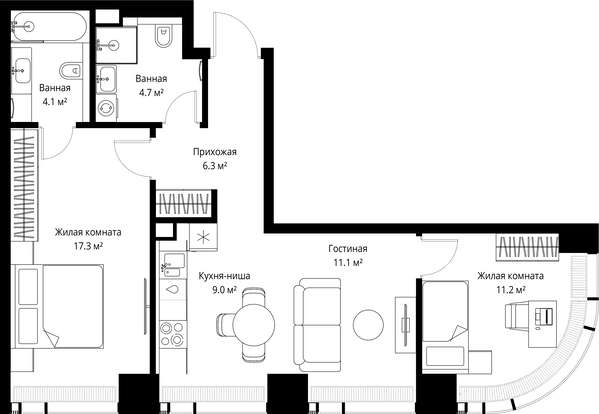 Ванная
4.1 м²
Ванная
4.7 м²
Прихожая
6.3 м²
Жилая комната
17.3 м²
Кухня-ниша
9.0 м²
Гостиная
11.1 м²
Жилая комната
11.2 м²